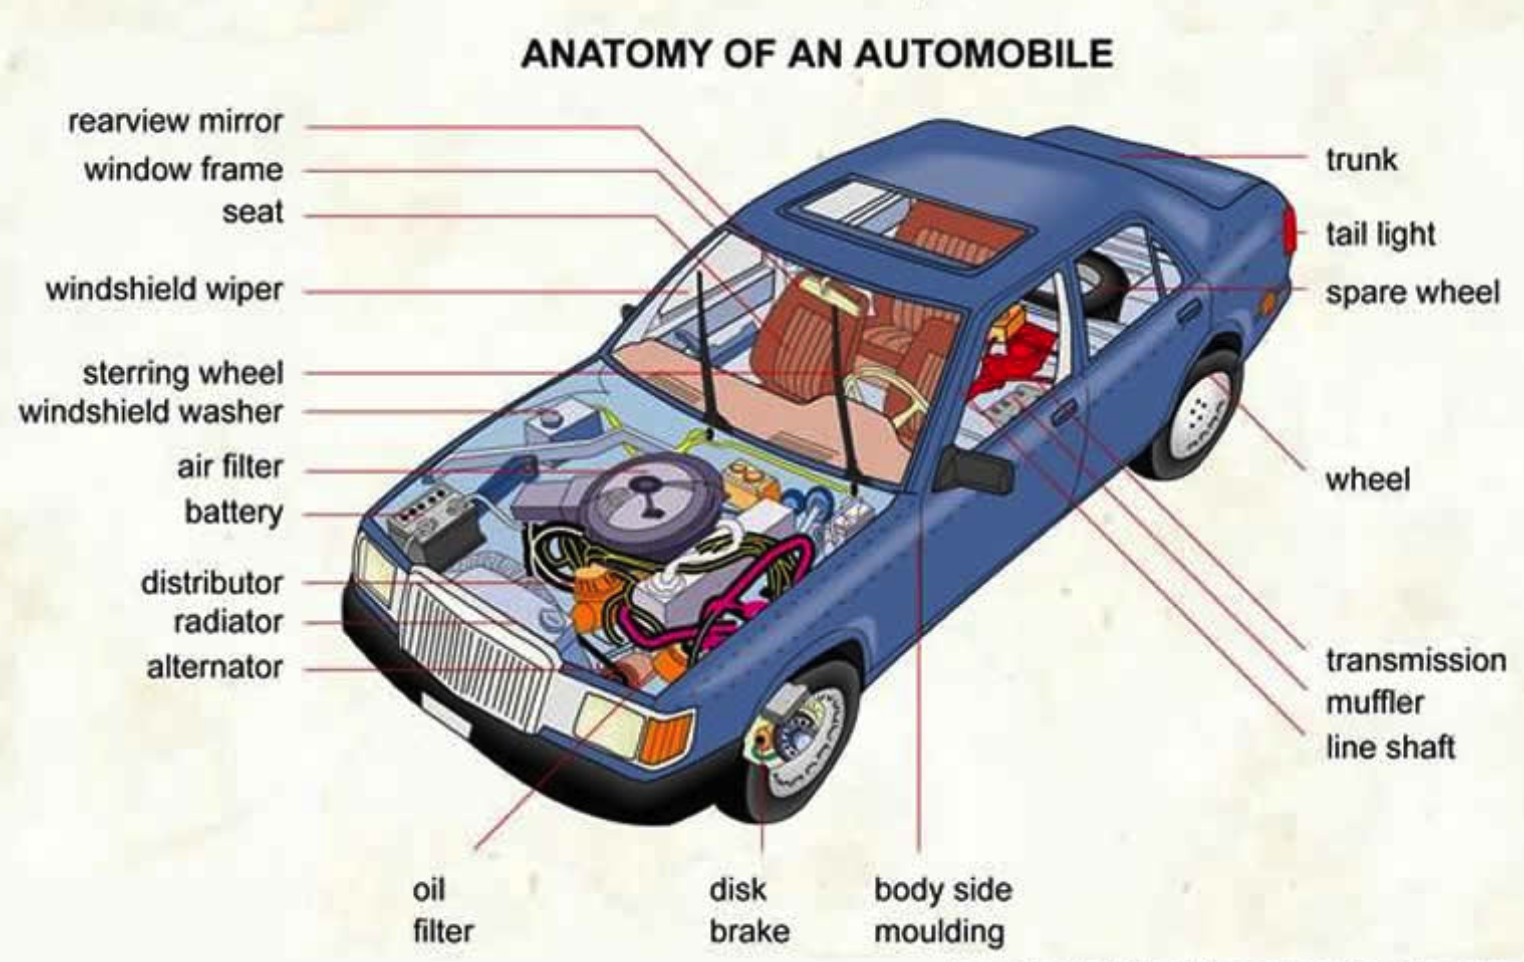 ANATOMY OF AN AUTOMOBILE
rearview mirror
window frame
seat
windshield wiper
sterring wheel
windshield washer
air filter
battery
distributor
radiator
alternator
trunk
tail light
spare wheel
wheel
transmission
muffler
line shaft
oil
filter
disk
brake
body side
moulding